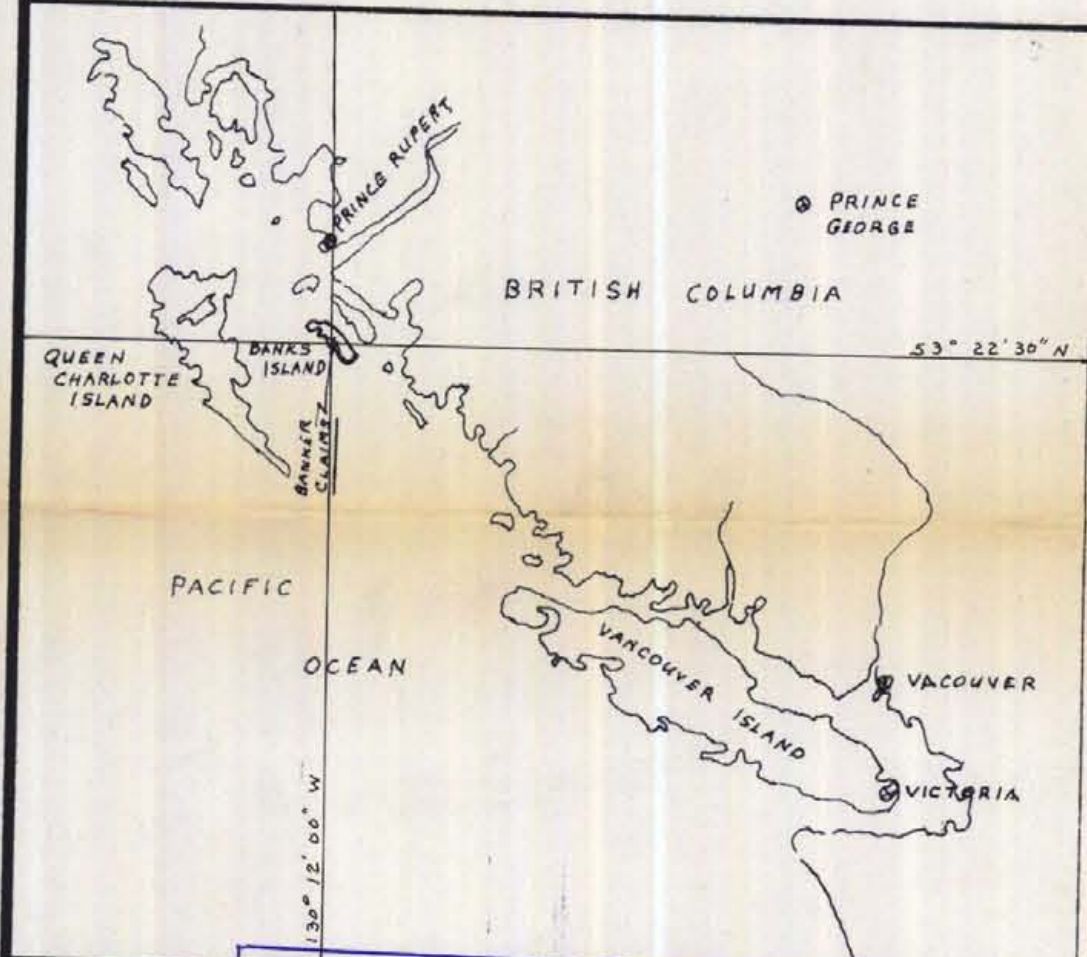 PRINCE RUPERT
PRINCE
GEORGE
BRITISH COLUMBIA
53° 22' 30" N
QUEEN
CHARLOTTE
ISLAND
BANKS
ISLAND
BANKER
CLAIMS
PACIFIC
OCEAN
VANCOUVER ISLAND
VACOUVER
VICTORIA
130° 12' 00" W